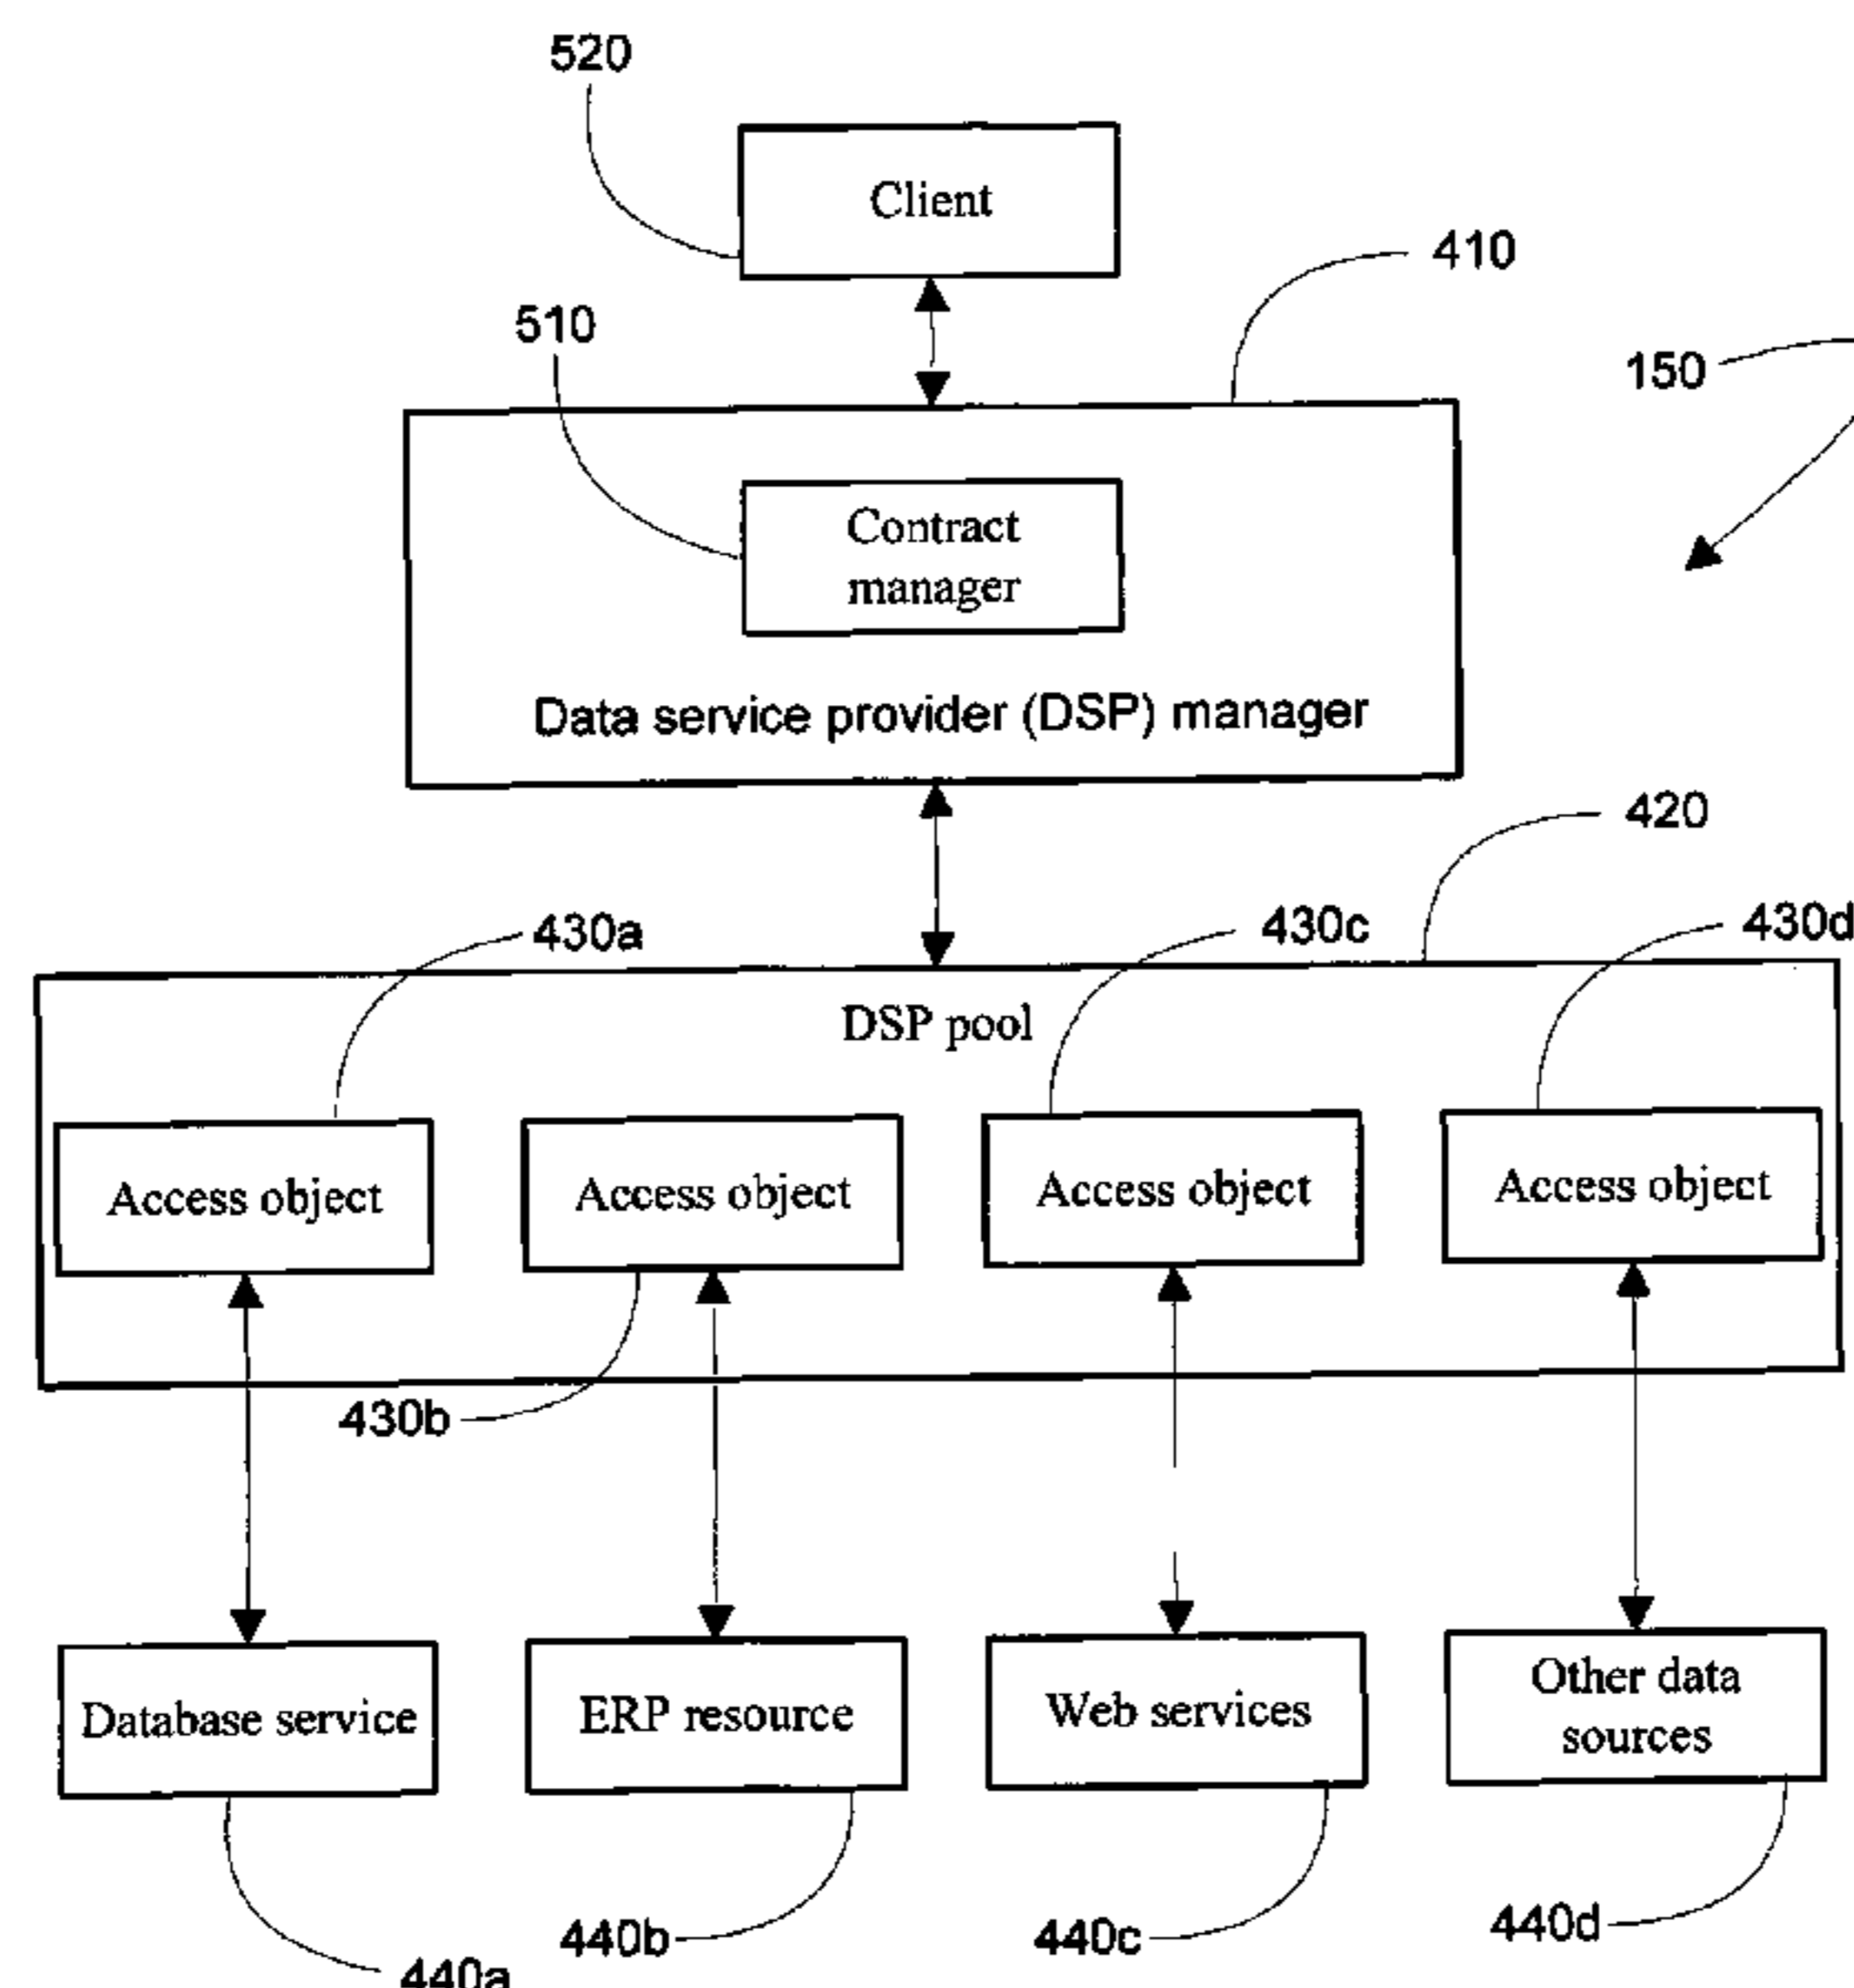 520
Client
410
510
150
Contract
manager
Data service provider (DSP) manager
420
430a
430c
430d
DSP pool
Access object
Access object
Access object
Access object
430b
Database service
ERP resource
Web services
Other data
sources
440a
440b
440c
440d